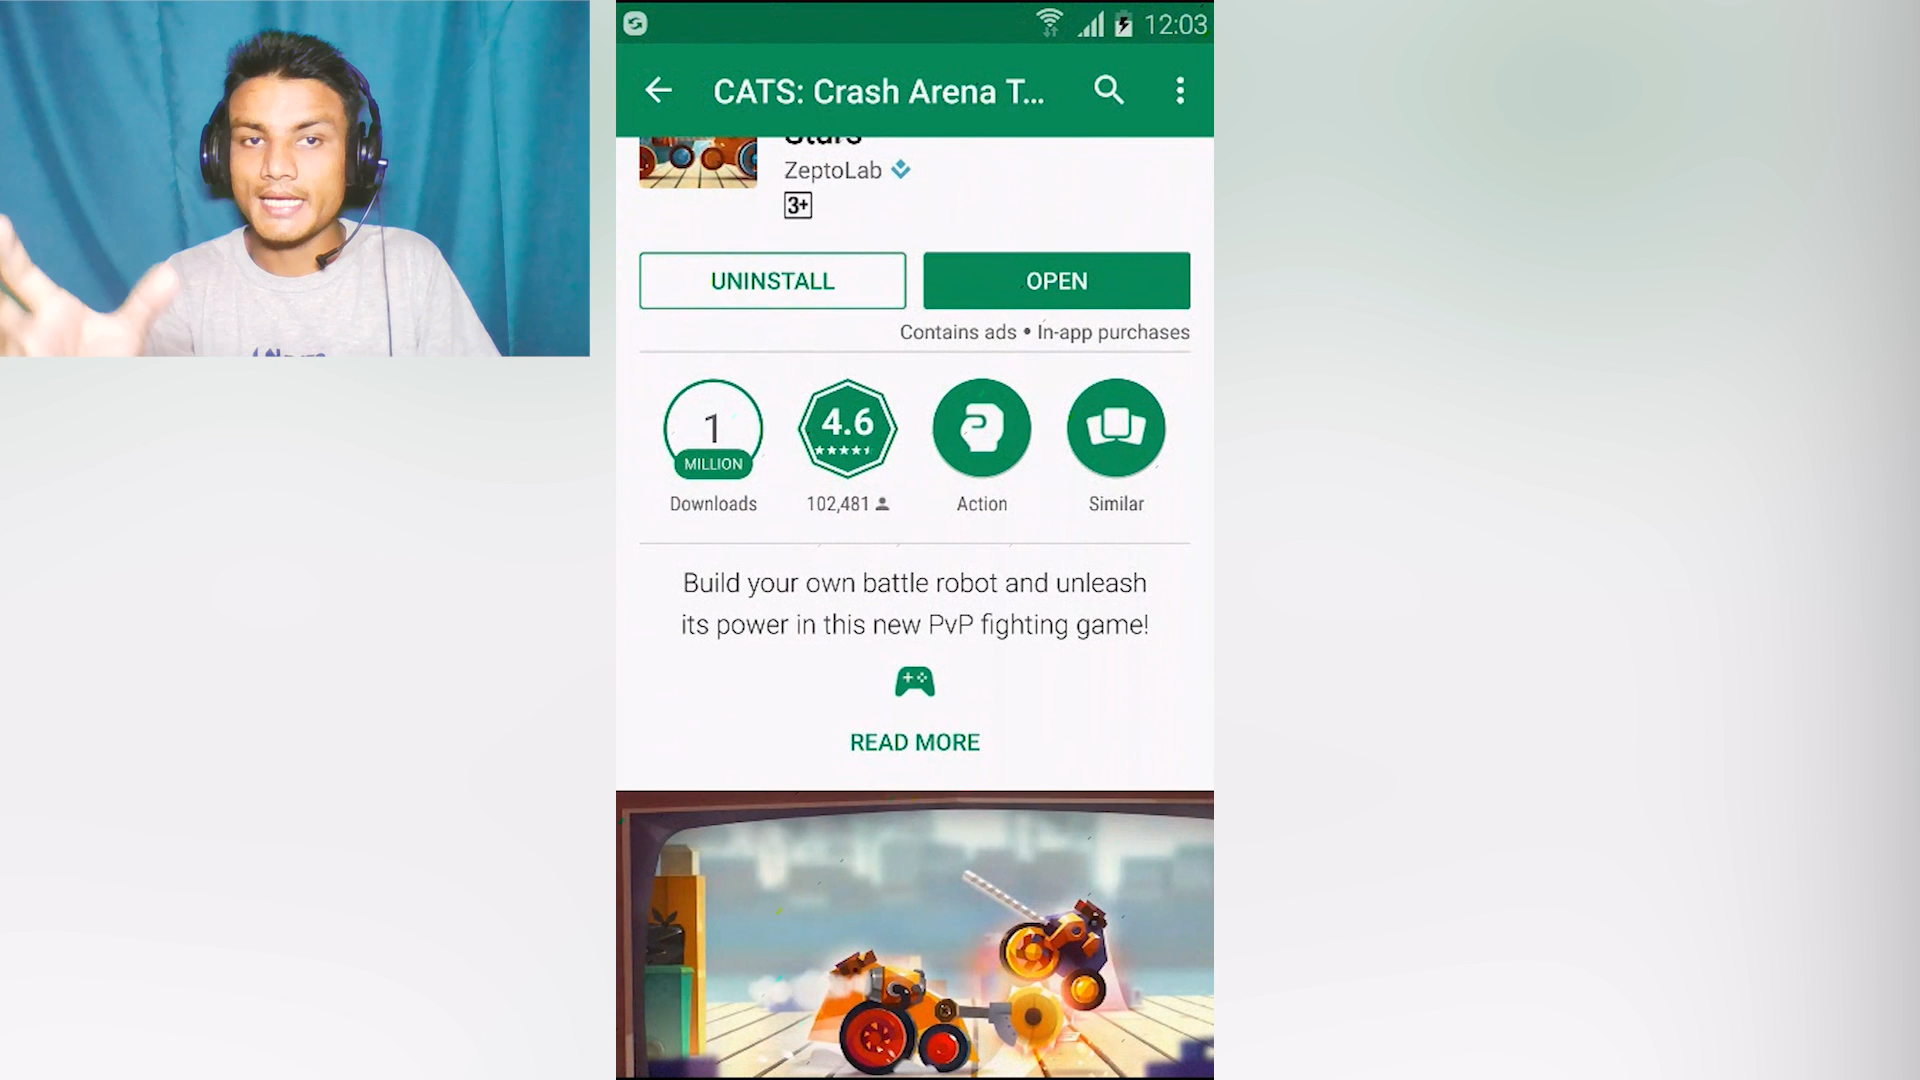 12:03
CATS: Crash Arena T...
Stars
ZeptoLab
3+
UNINSTALL
OPEN
Contains ads • In-app purchases
1
MILLION
Downloads
4.6
102,481
Action
Similar
Build your own battle robot and unleash
its power in this new PvP fighting game!
READ MORE